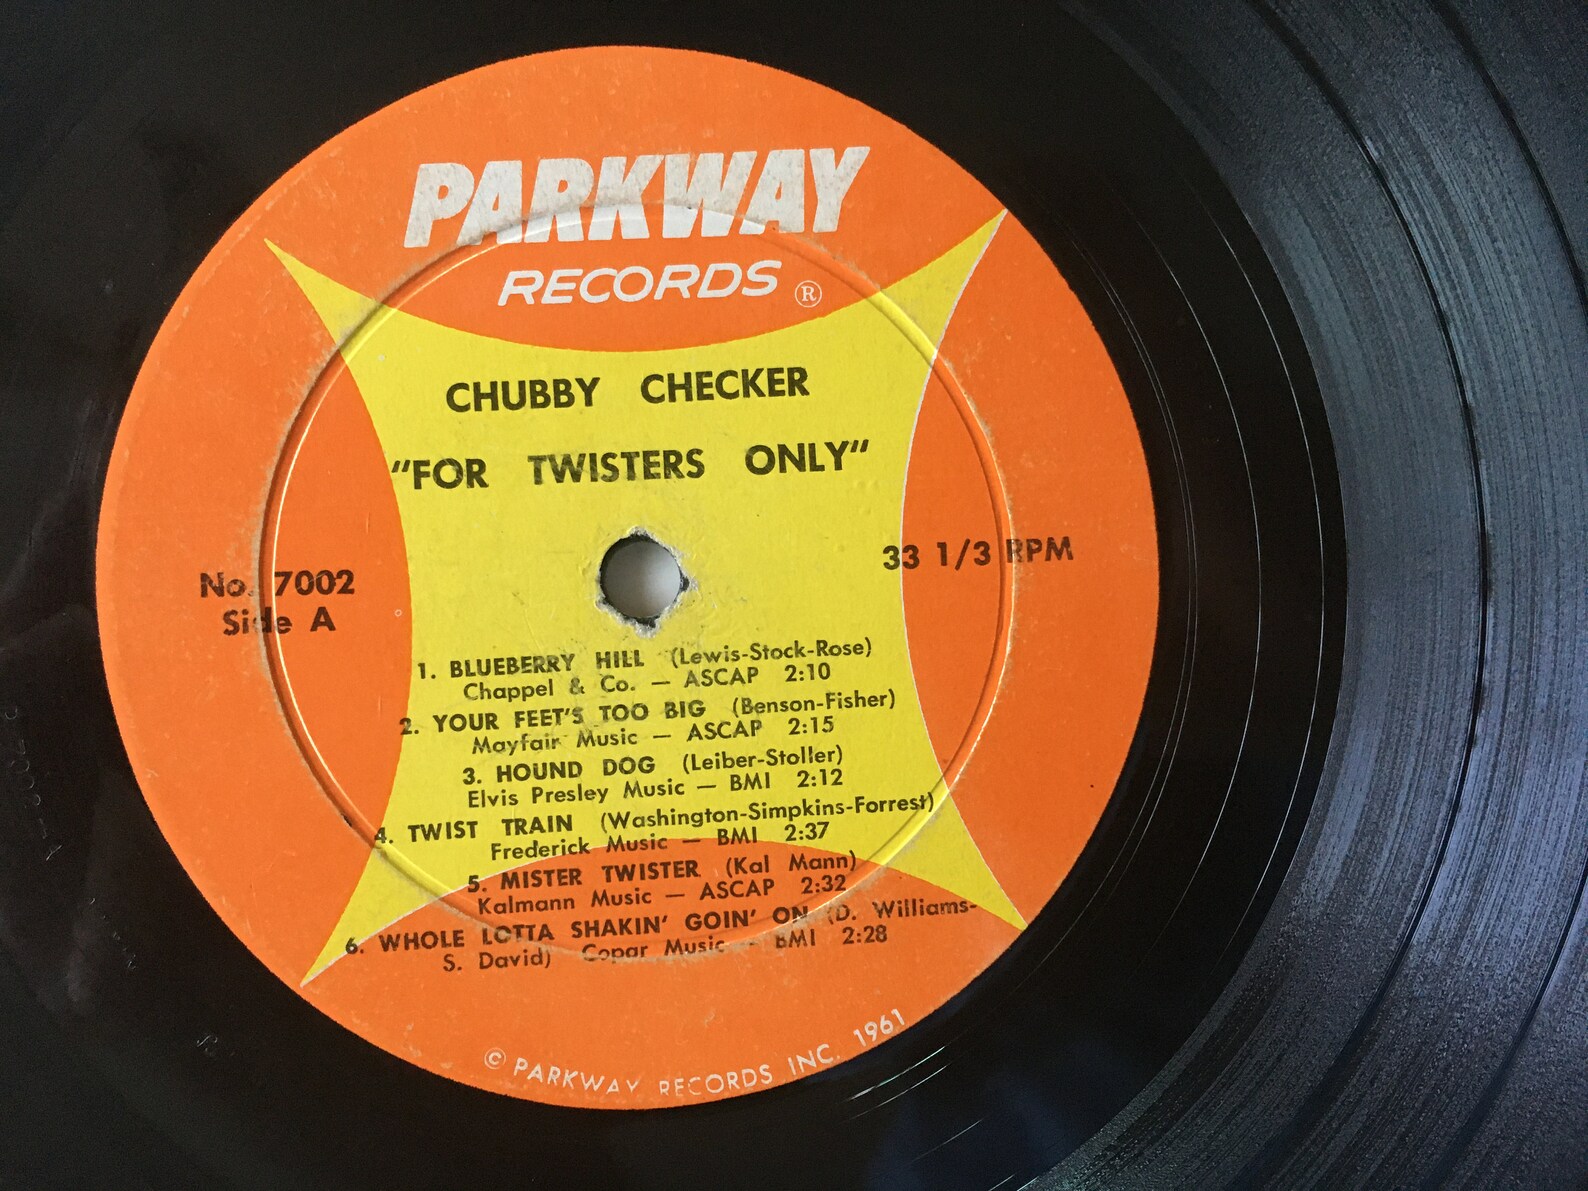 PARKWAY
RECORDS ®
CHUBBY CHECKER
"FOR TWISTERS ONLY"
33 1/3 RPM
No. 7002
Side A
1. BLUEBERRY HILL (Lewis-Stock-Rose)
Chappel & Co. — ASCAP 2:10
2. YOUR FEET'S TOO BIG (Benson-Fisher)
Mayfair Music — ASCAP 2:15
3. HOUND DOG (Leiber-Stoller)
Elvis Presley Music — BMI 2:12
4. TWIST TRAIN (Washington-Simpkins-Forrest)
Frederick Music — BMI 2:37
5. MISTER TWISTER (Kal Mann)
Kalmann Music — ASCAP 2:32
6. WHOLE LOTTA SHAKIN' GOIN' ON (D. Williams-
S. David) Copar Music — BMI 2:28
© PARKWAY RECORDS INC. 1961